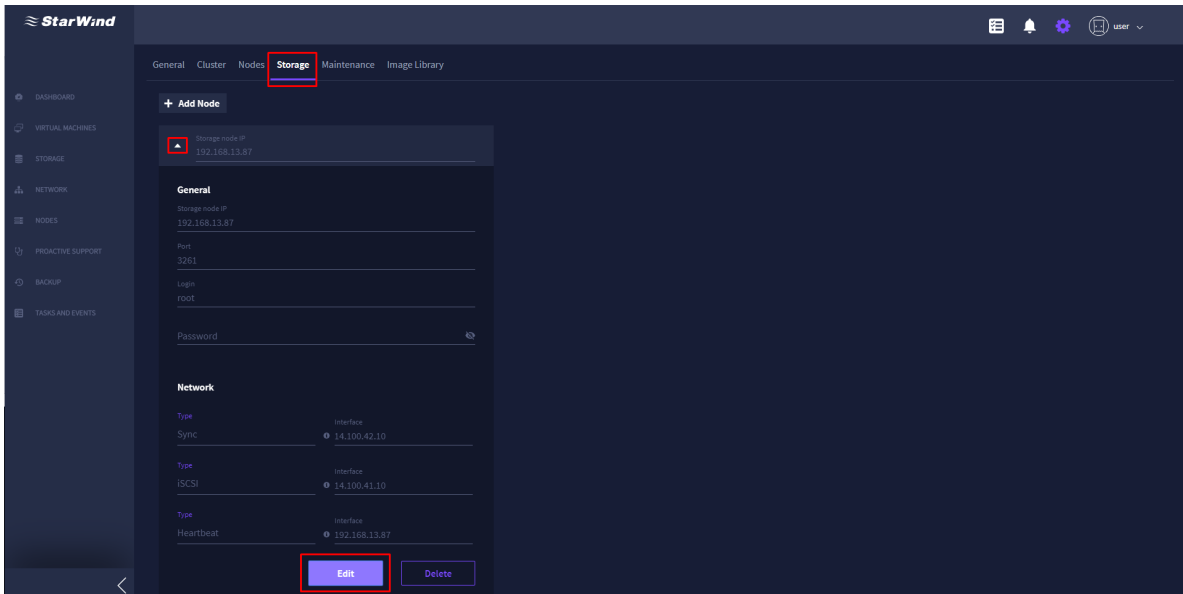 StarWind
user
General Cluster Nodes Storage Maintenance Image Library
DASHBOARD
VIRTUAL MACHINES
STORAGE
NETWORK
NODES
PROACTIVE SUPPORT
BACKUP
TASKS AND EVENTS
+ Add Node
Storage node IP
192.168.13.87
General
Storage node IP
192.168.13.87
Port
3261
Login
root
Password
Network
Type
Interface
Sync
14.100.42.10
Type
Interface
iSCSI
14.100.41.10
Type
Interface
Heartbeat
192.168.13.87
Edit Delete